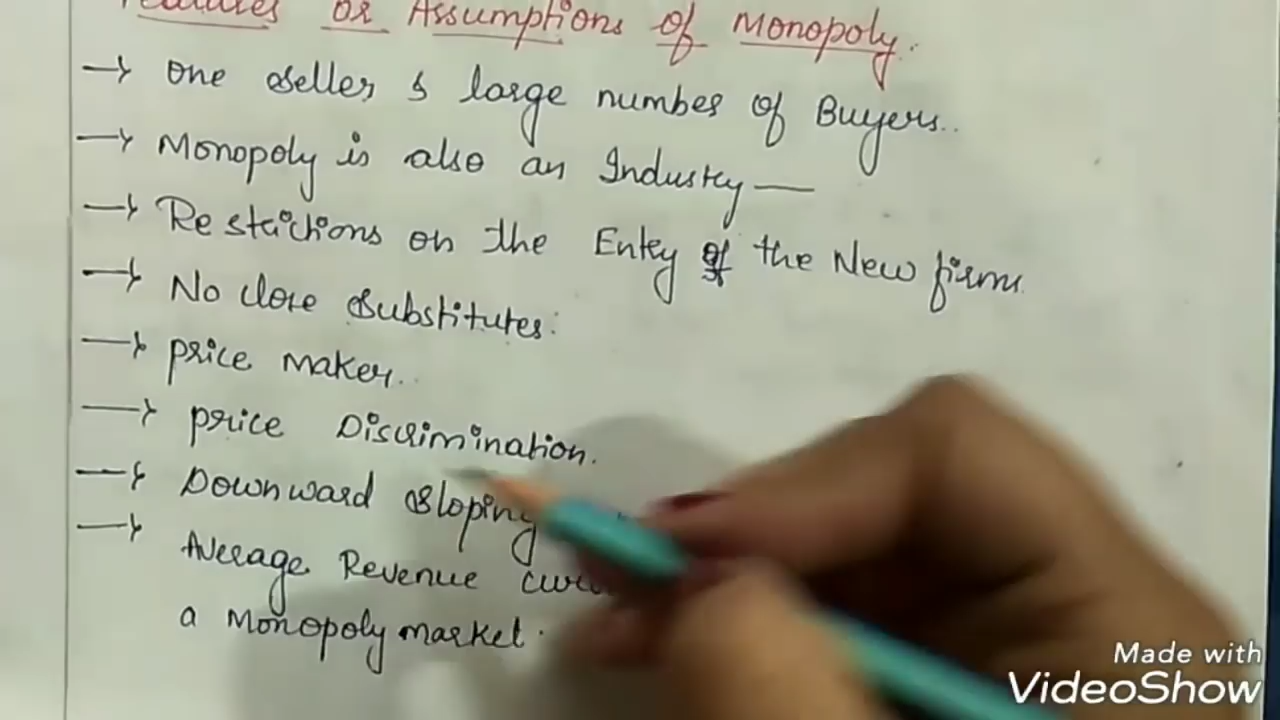 Features or Assumptions of Monopoly.
→ One Seller & large number of Buyers..
→ Monopoly is also an Industry —
→ Restrictions on the Entry of the New firms
→ No close Substitutes.
→ price maker..
→ price Discrimination.
→ Downward Sloping
→ Average Revenue
a Monopoly market.
Made with
VideoShow